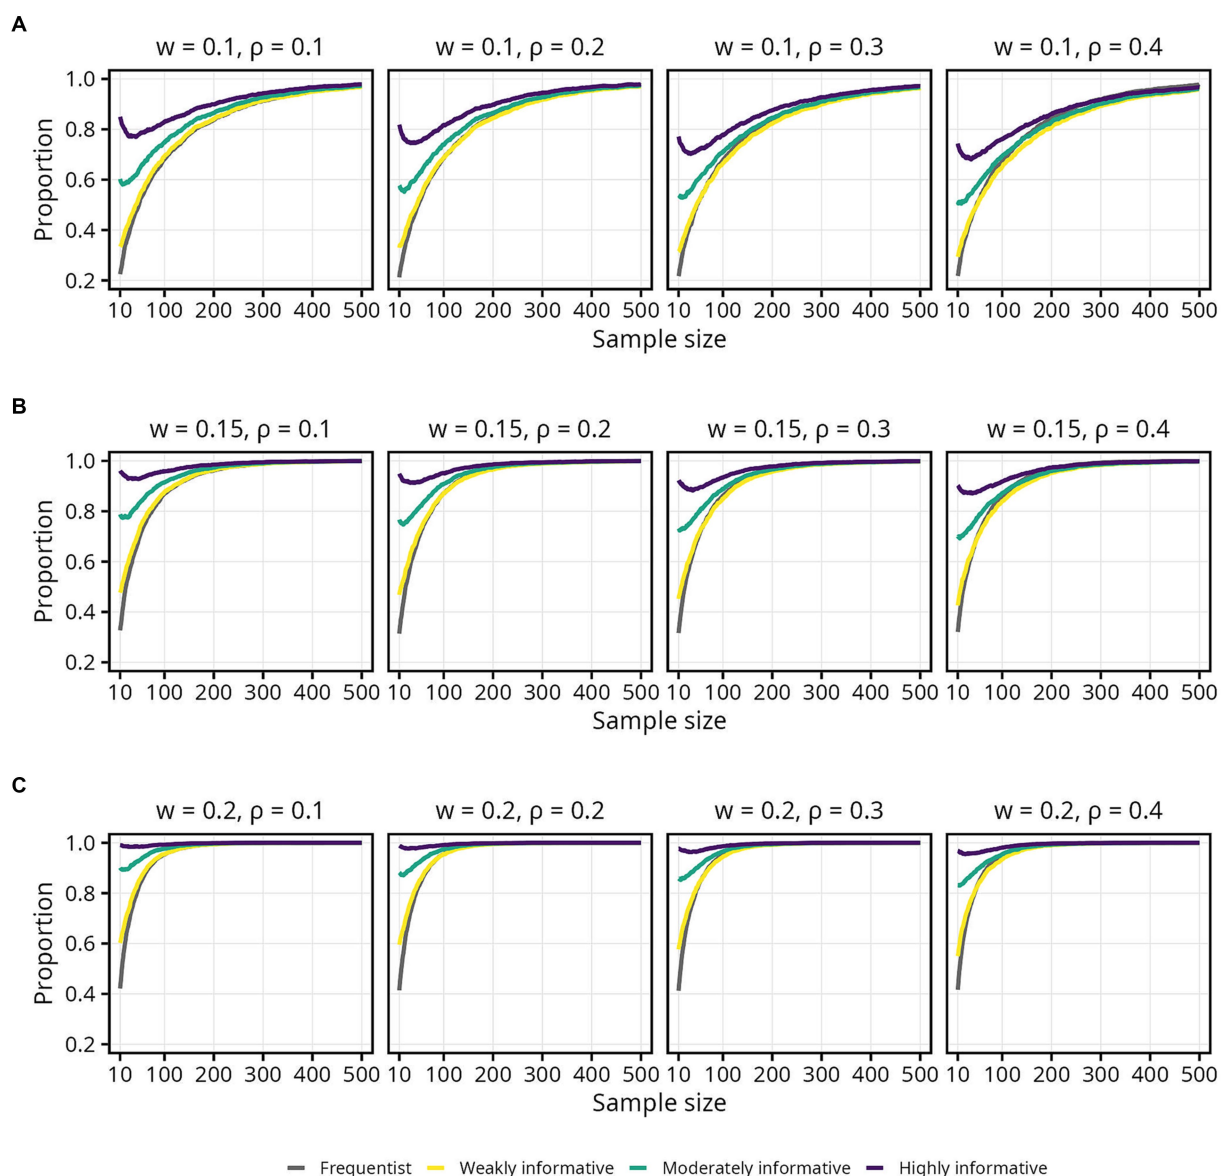 A
w = 0.1, ρ = 0.1 w = 0.1, ρ = 0.2 w = 0.1, ρ = 0.3 w = 0.1, ρ = 0.4
Proportion
1.0
0.8
0.6
0.4
0.2
10 100 200 300 400 500 10 100 200 300 400 500 10 100 200 300 400 500 10 100 200 300 400 500
Sample size
B
w = 0.15, ρ = 0.1 w = 0.15, ρ = 0.2 w = 0.15, ρ = 0.3 w = 0.15, ρ = 0.4
Proportion
1.0
0.8
0.6
0.4
0.2
10 100 200 300 400 500 10 100 200 300 400 500 10 100 200 300 400 500 10 100 200 300 400 500
Sample size
C
w = 0.2, ρ = 0.1 w = 0.2, ρ = 0.2 w = 0.2, ρ = 0.3 w = 0.2, ρ = 0.4
Proportion
1.0
0.8
0.6
0.4
0.2
10 100 200 300 400 500 10 100 200 300 400 500 10 100 200 300 400 500 10 100 200 300 400 500
Sample size
Frequentist Weakly informative Moderately informative Highly informative